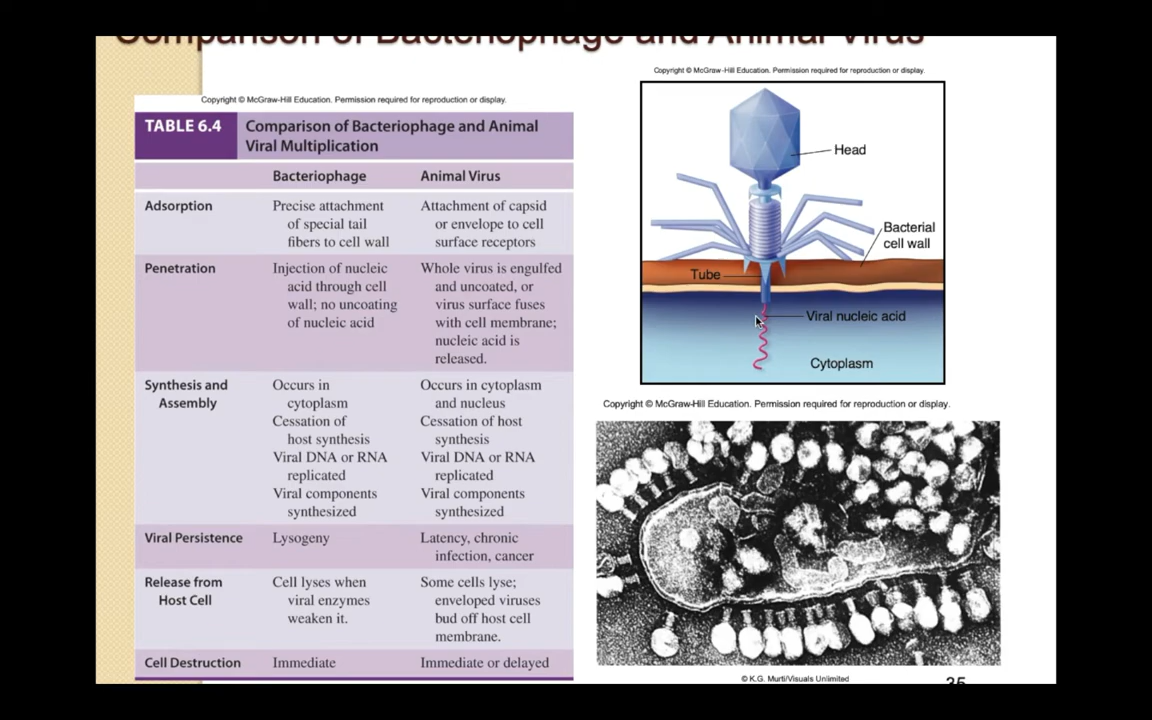 Comparison of Bacteriophage and Animal Virus
Copyright © McGraw-Hill Education. Permission required for reproduction or display.
TABLE 6.4 Comparison of Bacteriophage and Animal
Viral Multiplication
Bacteriophage Animal Virus
Adsorption Precise attachment Attachment of capsid
of special tail or envelope to cell
fibers to cell wall surface receptors
Penetration Injection of nucleic Whole virus is engulfed
acid through cell and uncoated, or
wall; no uncoating virus surface fuses
of nucleic acid with cell membrane;
nucleic acid is
released.
Synthesis and Occurs in Occurs in cytoplasm
Assembly cytoplasm and nucleus
Cessation of Cessation of host
host synthesis synthesis
Viral DNA or RNA Viral DNA or RNA
replicated replicated
Viral components Viral components
synthesized synthesized
Viral Persistence Lysogeny Latency, chronic
infection, cancer
Release from Cell lyses when Some cells lyse;
Host Cell viral enzymes enveloped viruses
weaken it. bud off host cell
membrane.
Cell Destruction Immediate Immediate or delayed
Copyright © McGraw-Hill Education. Permission required for reproduction or display.
Head
Bacterial
cell wall
Tube
Viral nucleic acid
Cytoplasm
Copyright © McGraw-Hill Education. Permission required for reproduction or display.
© K.G. Murti/Visuals Unlimited
35